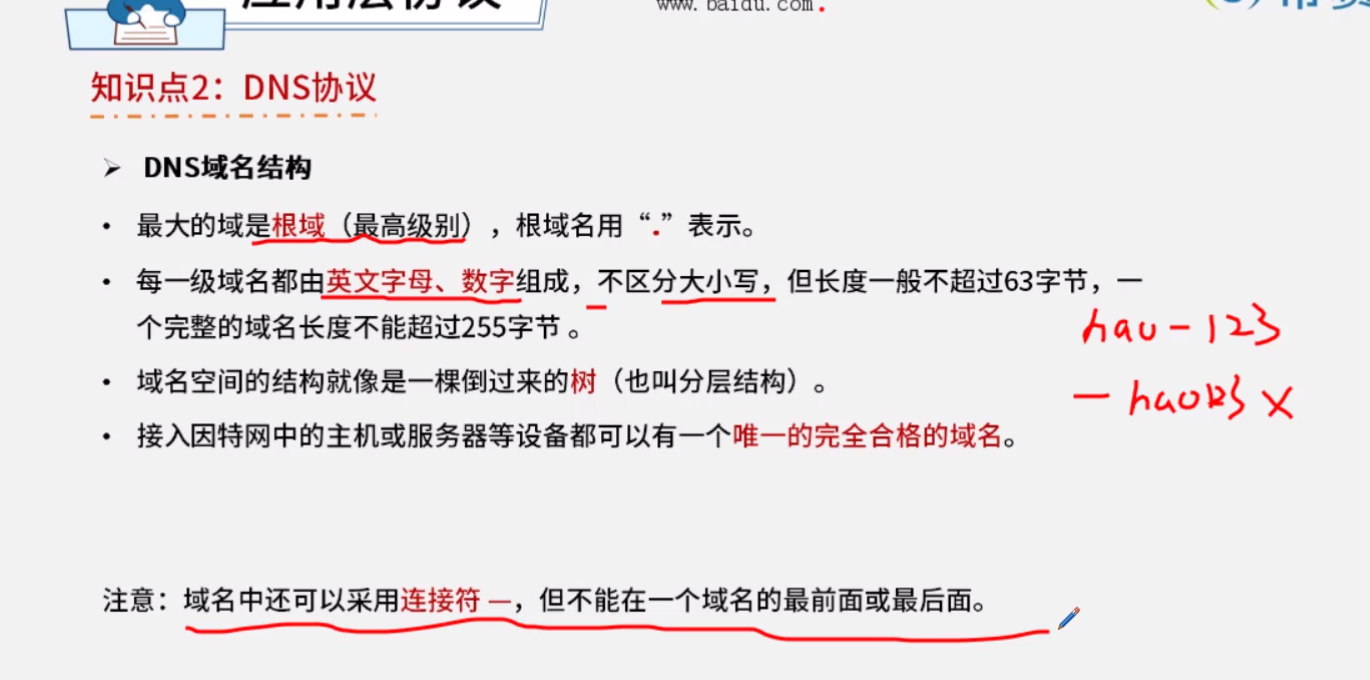 应用层协议
www.baidu.com.
知识点2：DNS协议
➢ DNS域名结构
• 最大的域是根域（最高级别），根域名用“.”表示。
• 每一级域名都由英文字母、数字组成，不区分大小写，但长度一般不超过63字节，一
个完整的域名长度不能超过255字节 。
hao-123
• 域名空间的结构就像是一棵倒过来的树（也叫分层结构）。
-hao123 ×
• 接入因特网中的主机或服务器等设备都可以有一个唯一的完全合格的域名。
注意：域名中还可以采用连接符 —，但不能在一个域名的最前面或最后面。